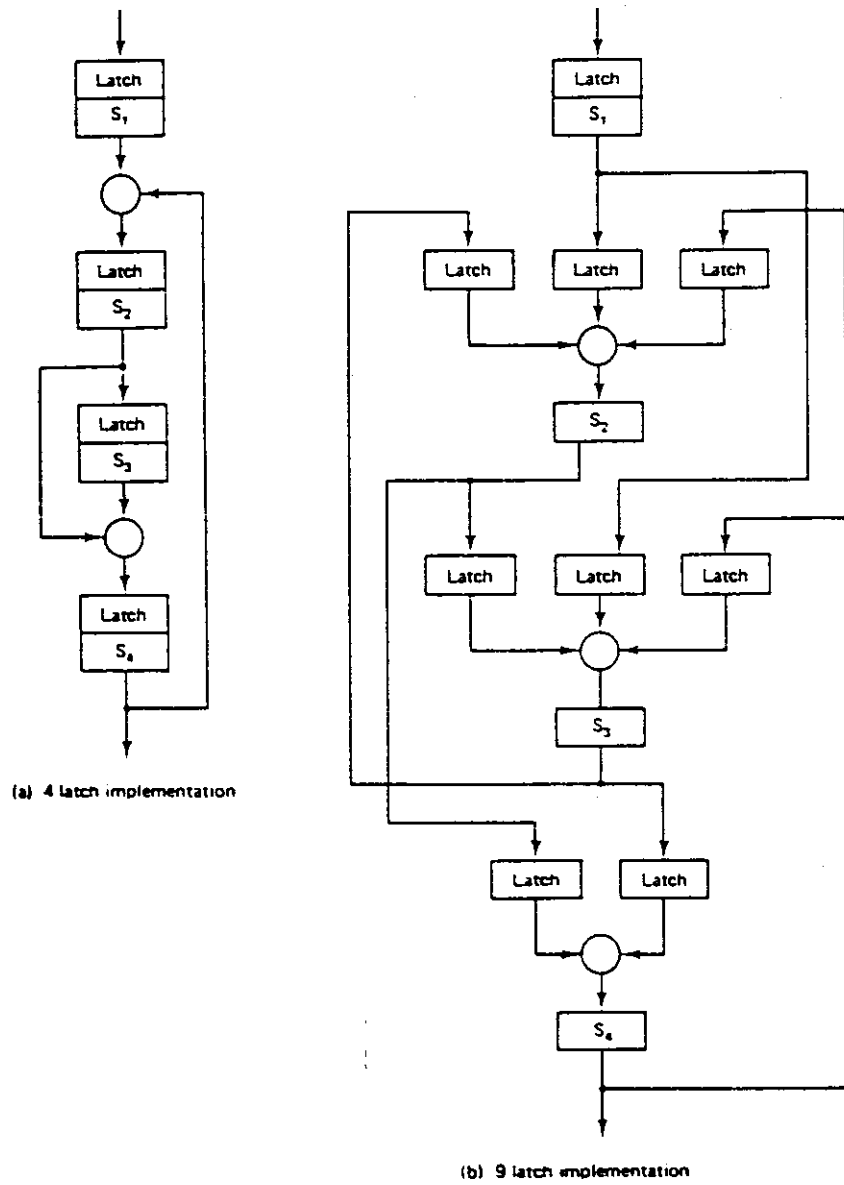 Latch
S₁
Latch
S₂
Latch
S₃
Latch
S₄
(a) 4 latch implementation
Latch
S₁
Latch Latch Latch
S₂
Latch Latch Latch
S₃
Latch Latch
S₄
(b) 9 latch implementation